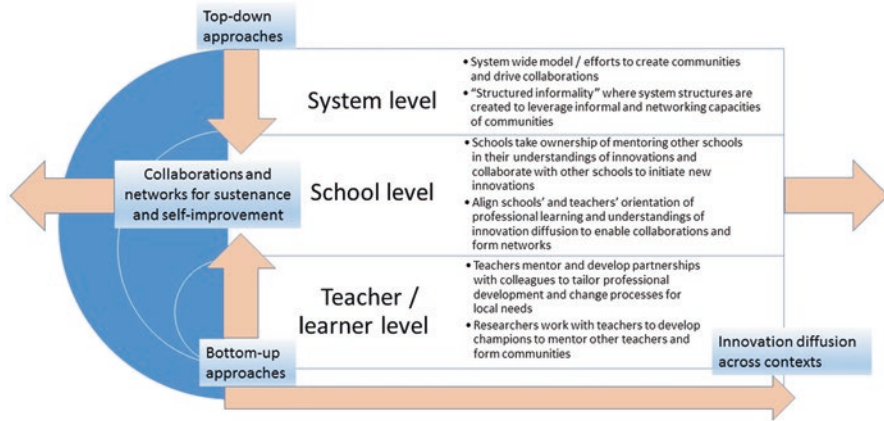 Top-down
approaches
System level
• System wide model / efforts to create communities
and drive collaborations
• "Structured informality" where system structures are
created to leverage informal and networking capacities
of communities
Collaborations and
networks for sustenance
and self-improvement
School level
• Schools take ownership of mentoring other schools
in their understandings of innovations and
collaborate with other schools to initiate new
innovations
• Align schools' and teachers' orientation of
professional learning and understandings of
innovation diffusion to enable collaborations and
form networks
Teacher /
learner level
• Teachers mentor and develop partnerships
with colleagues to tailor professional
development and change processes for
local needs
• Researchers work with teachers to develop
champions to mentor other teachers and
form communities
Bottom-up
approaches
Innovation diffusion
across contexts